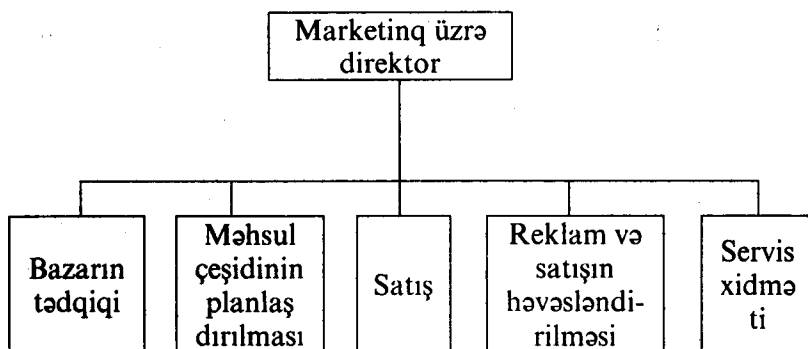 Marketinq üzrə
direktor
Bazarın
tədqiqi
Məhsul
çeşidinin
planlaş
dırılması
Satış
Reklam və
satışın
həvəsləndi-
rilməsi
Servis
xidmə
ti